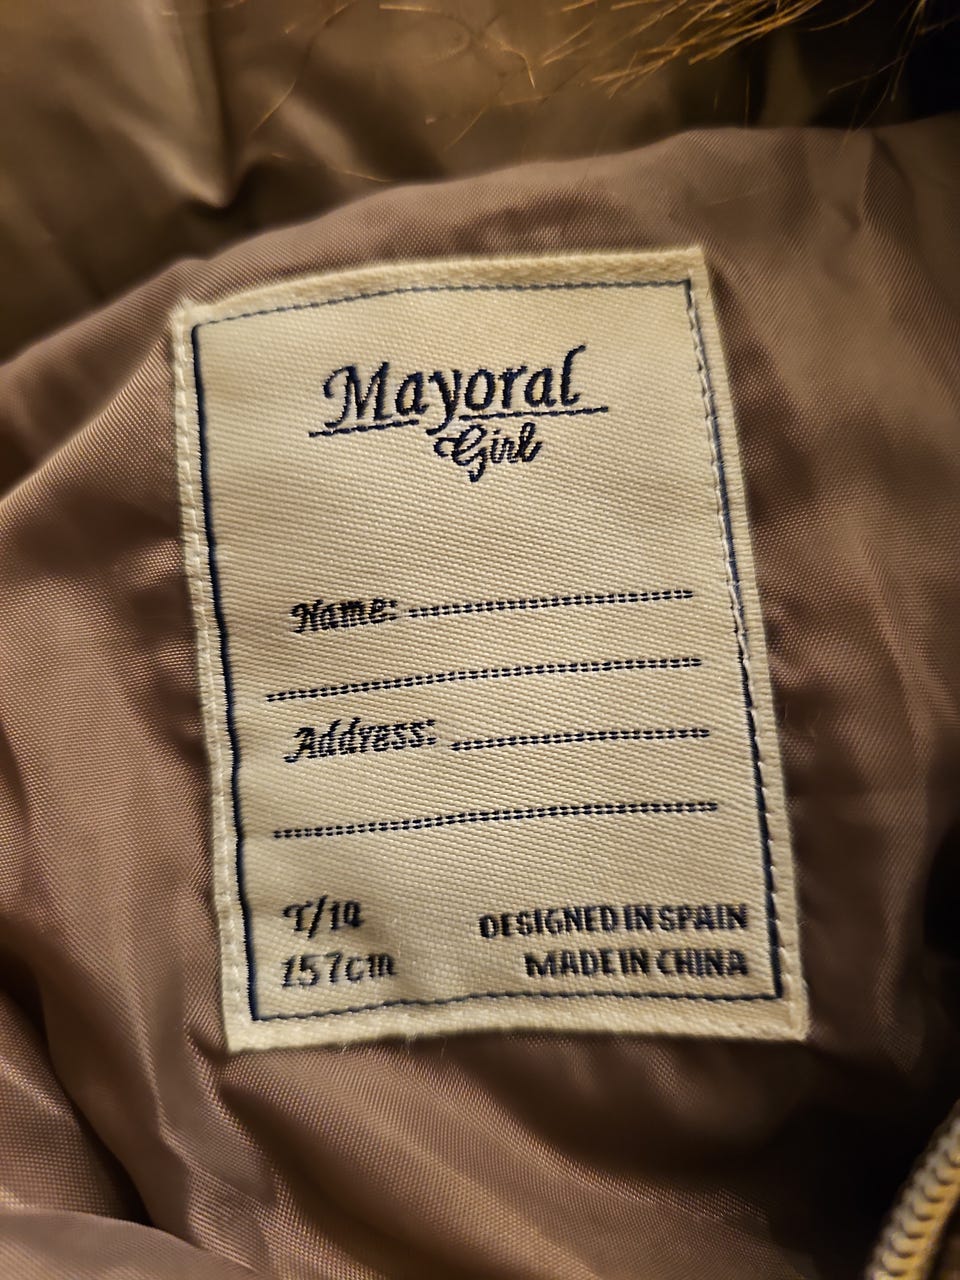 Mayoral
Girl
Name:
Address:
T/14
157cm
DESIGNED IN SPAIN
MADE IN CHINA